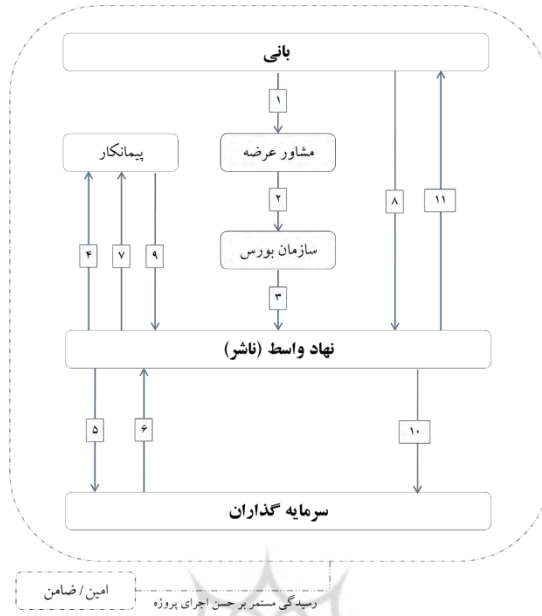 بانی
۱
پیمانکار
مشاور عرضه
۲
۸
۱۱
۴
۷
۹
سازمان بورس
۳
نهاد واسط (ناشر)
۵
۶
۱۰
سرمایه گذاران
امین/ ضامن
رسیدگی مستمر بر حسن اجرای پروژه